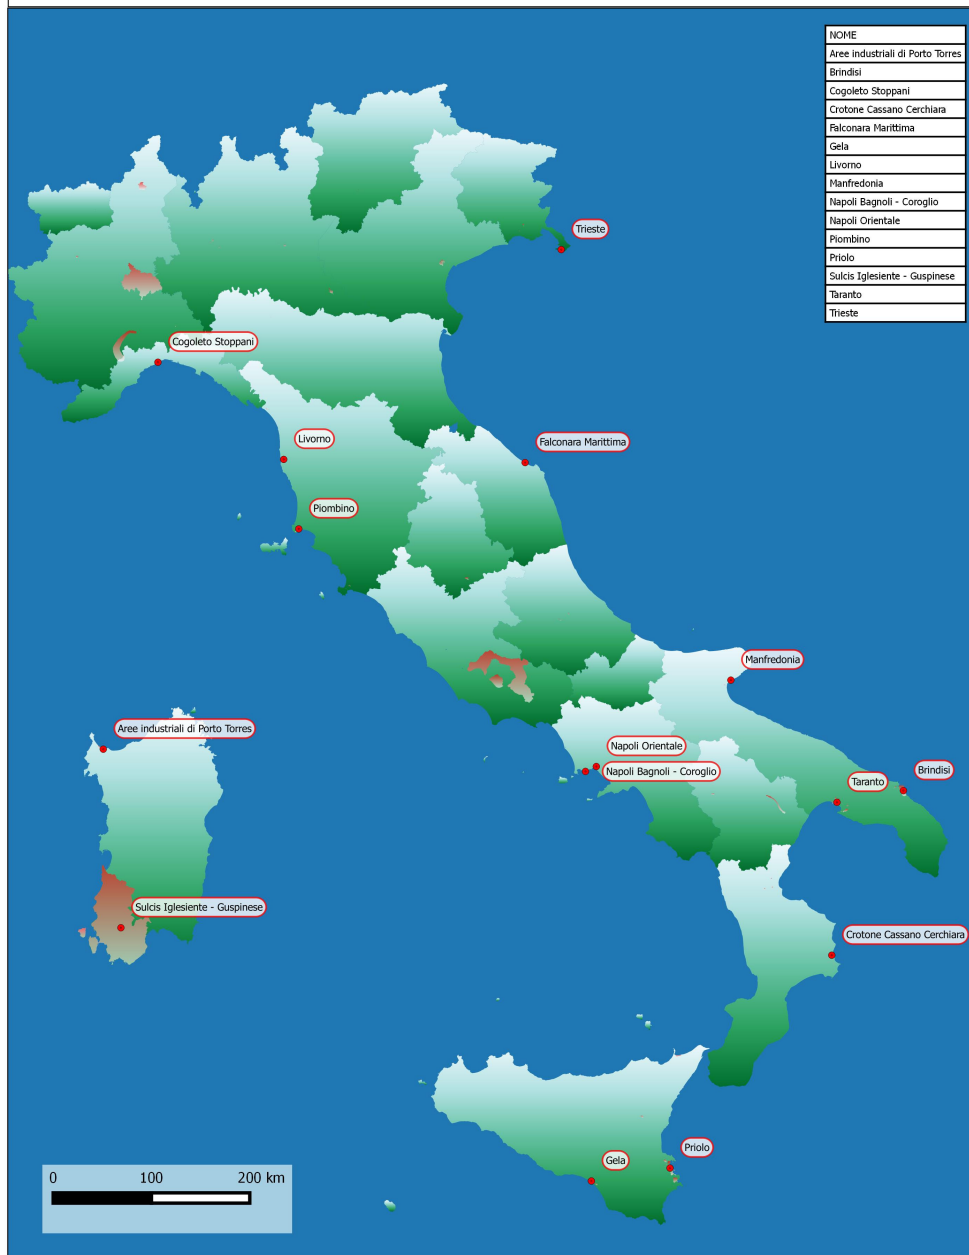 NOME
Aree industriali di Porto Torres
Brindisi
Cogoleto Stoppani
Crotone Cassano Cerchiara
Falconara Marittima
Gela
Livorno
Manfredonia
Napoli Bagnoli - Coroglio
Napoli Orientale
Piombino
Priolo
Sulcis Iglesiente - Guspinese
Taranto
Trieste
Trieste
Cogoleto Stoppani
Livorno
Falconara Marittima
Piombino
Manfredonia
Aree industriali di Porto Torres
Napoli Orientale
Napoli Bagnoli - Coroglio
Brindisi
Taranto
Sulcis Iglesiente - Guspinese
Crotone Cassano Cerchiara
Priolo
Gela
0 100 200 km